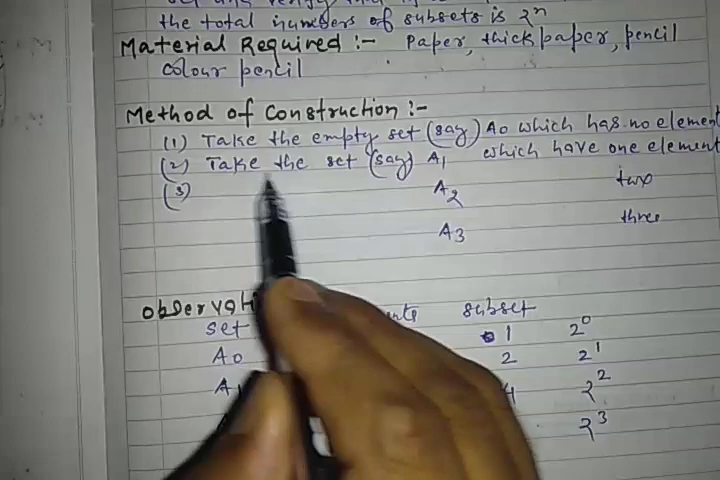 the total numbers of subsets is 2ⁿ
Material Required :- Paper, thick paper, pencil
colour pencil
Method of Construction :-
(1) Take the empty set (say) A0 which has no element
(2) Take the set (say) A1 which have one element
(3) A2 two
A3 three
subset
set 1 2⁰
A0 2 2¹
A1 4 2²
2³